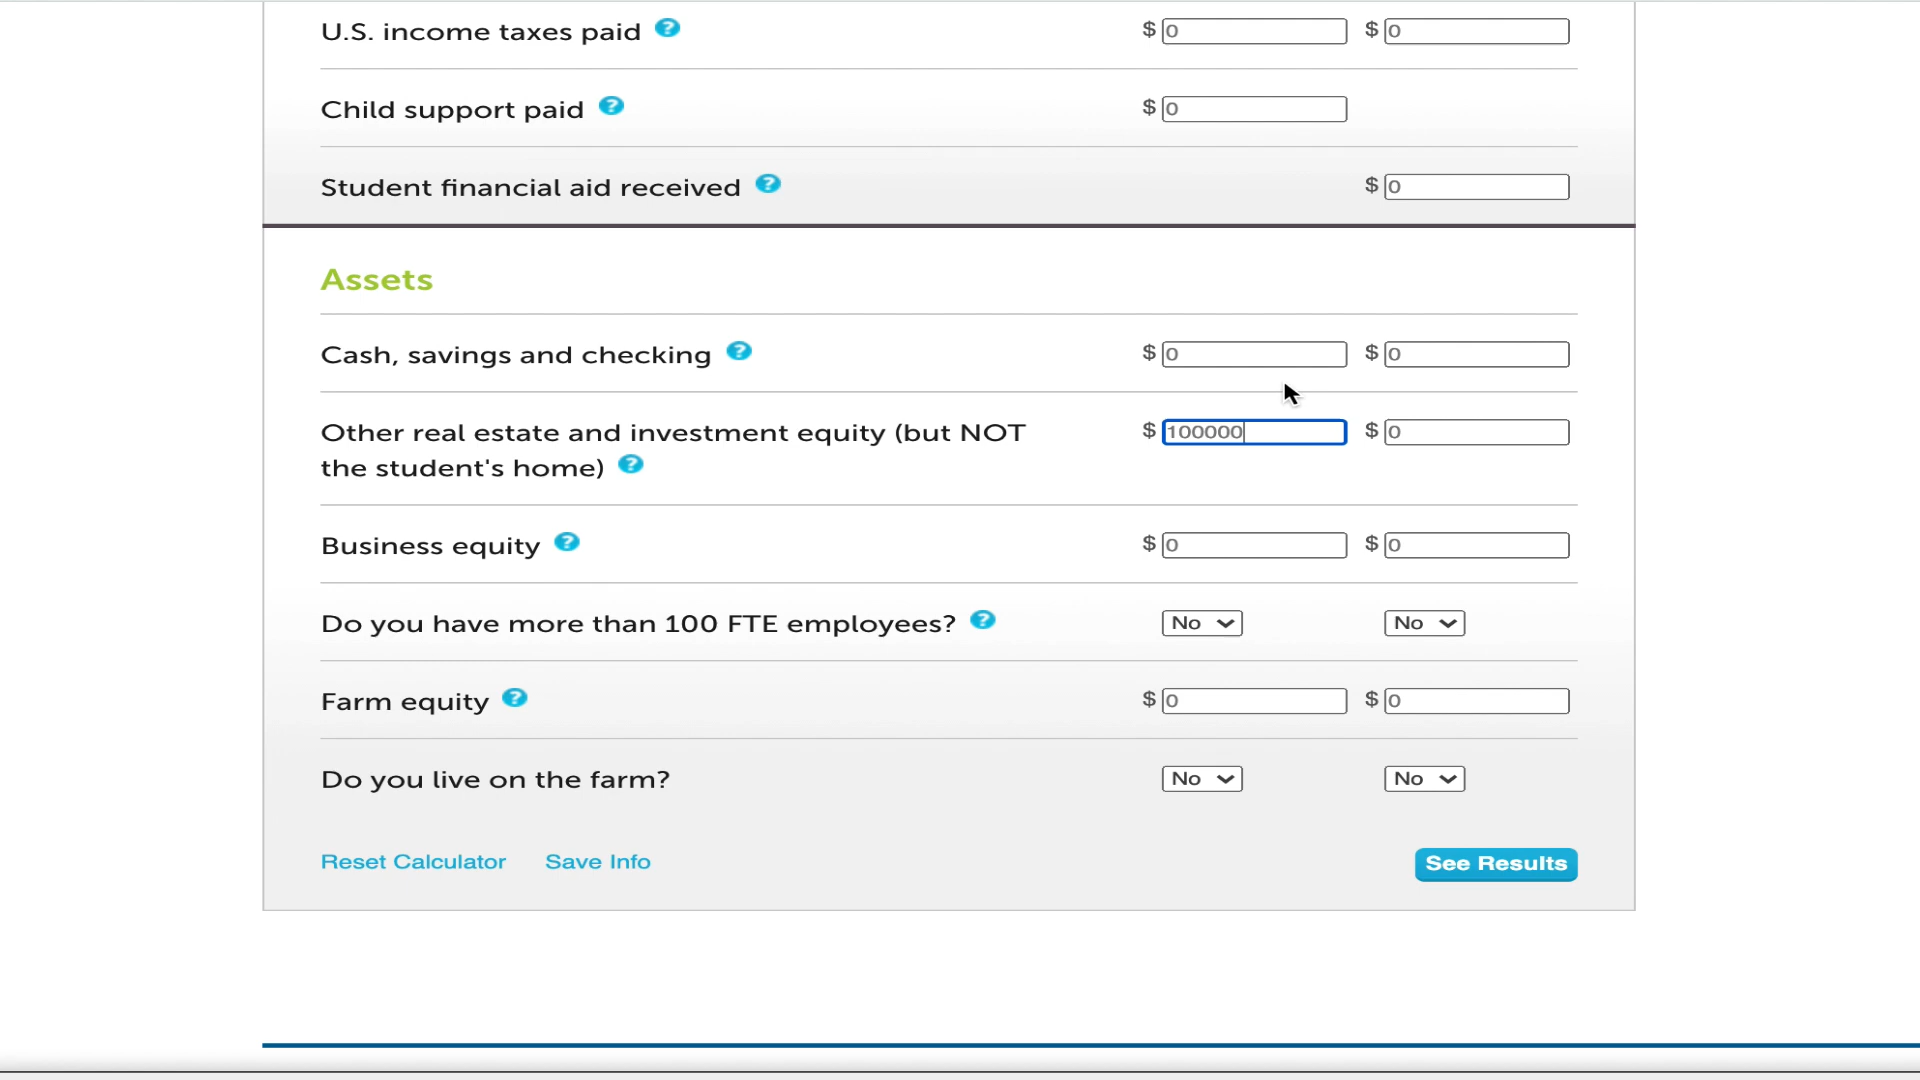 U.S. income taxes paid ? $ 0 $ 0
Child support paid ? $ 0
Student financial aid received ? $ 0
Assets
Cash, savings and checking ? $ 0 $ 0
Other real estate and investment equity (but NOT $ 100000 $ 0
the student's home) ?
Business equity ? $ 0 $ 0
Do you have more than 100 FTE employees? ? No No
Farm equity ? $ 0 $ 0
Do you live on the farm? No No
Reset Calculator Save Info See Results